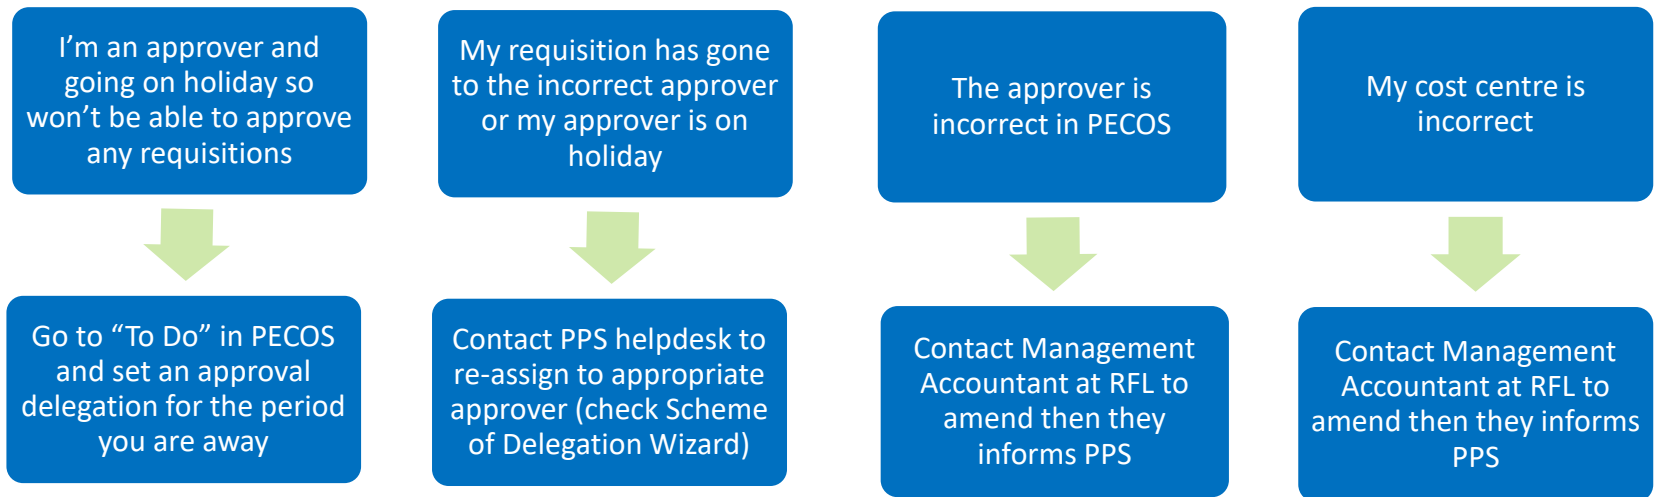 I’m an approver and
going on holiday so
won’t be able to approve
any requisitions
My requisition has gone
to the incorrect approver
or my approver is on
holiday
The approver is
incorrect in PECOS
My cost centre is
incorrect
Go to “To Do” in PECOS
and set an approval
delegation for the period
you are away
Contact PPS helpdesk to
re-assign to appropriate
approver (check Scheme
of Delegation Wizard)
Contact Management
Accountant at RFL to
amend then they
informs PPS
Contact Management
Accountant at RFL to
amend then they informs
PPS